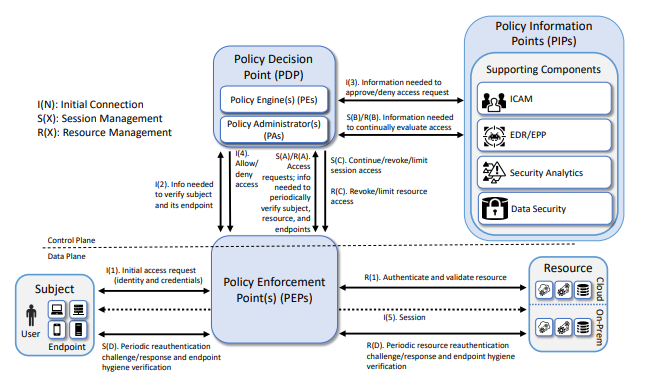 Policy Information
Points (PIPs)
Policy Decision
Point (PDP)
Policy Engine(s) (PEs)
Policy Administrator(s)
(PAs)
I(3). Information needed to
approve/deny access request
S(B)/R(B). Information needed
to continually evaluate access
Supporting Components
ICAM
EDR/EPP
Security Analytics
Data Security
I(N): Initial Connection
S(X): Session Management
R(X): Resource Management
I(2). Info needed
to verify subject
and its endpoint
I(4).
Allow/
deny
access
S(A)/R(A).
Access
requests; info
needed to
periodically
verify subject,
resource, and
endpoints
S(C). Continue/revoke/limit
session access
R(C). Revoke/limit resource
access
Control Plane
Data Plane
Subject
User
Endpoint
I(1). Initial access request
(identity and credentials)
S(D). Periodic reauthentication
challenge/response and endpoint
hygiene verification
Policy Enforcement
Point(s) (PEPs)
R(1). Authenticate and validate resource
I(5). Session
R(D). Periodic resource reauthentication
challenge/response and endpoint hygiene
verification
Resource
Cloud
On-Prem